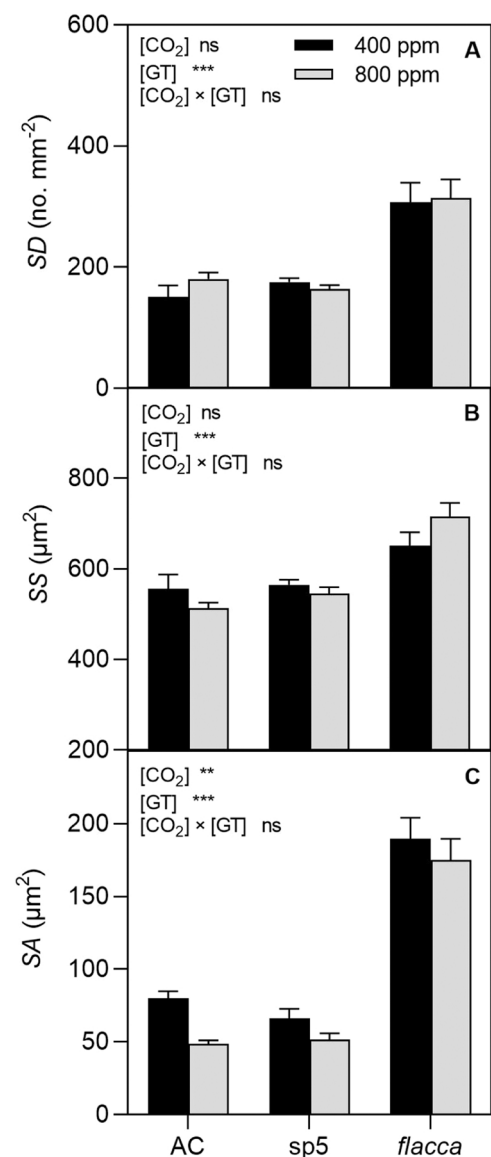 600
400
200
0
SD (no. mm⁻²)
[CO₂] ns
[GT] ***
[CO₂] × [GT] ns
400 ppm
800 ppm
A
800
600
400
200
SS (µm²)
[CO₂] ns
[GT] ***
[CO₂] × [GT] ns
B
200
150
100
50
0
SA (µm²)
[CO₂] **
[GT] ***
[CO₂] × [GT] ns
C
AC sp5 flacca